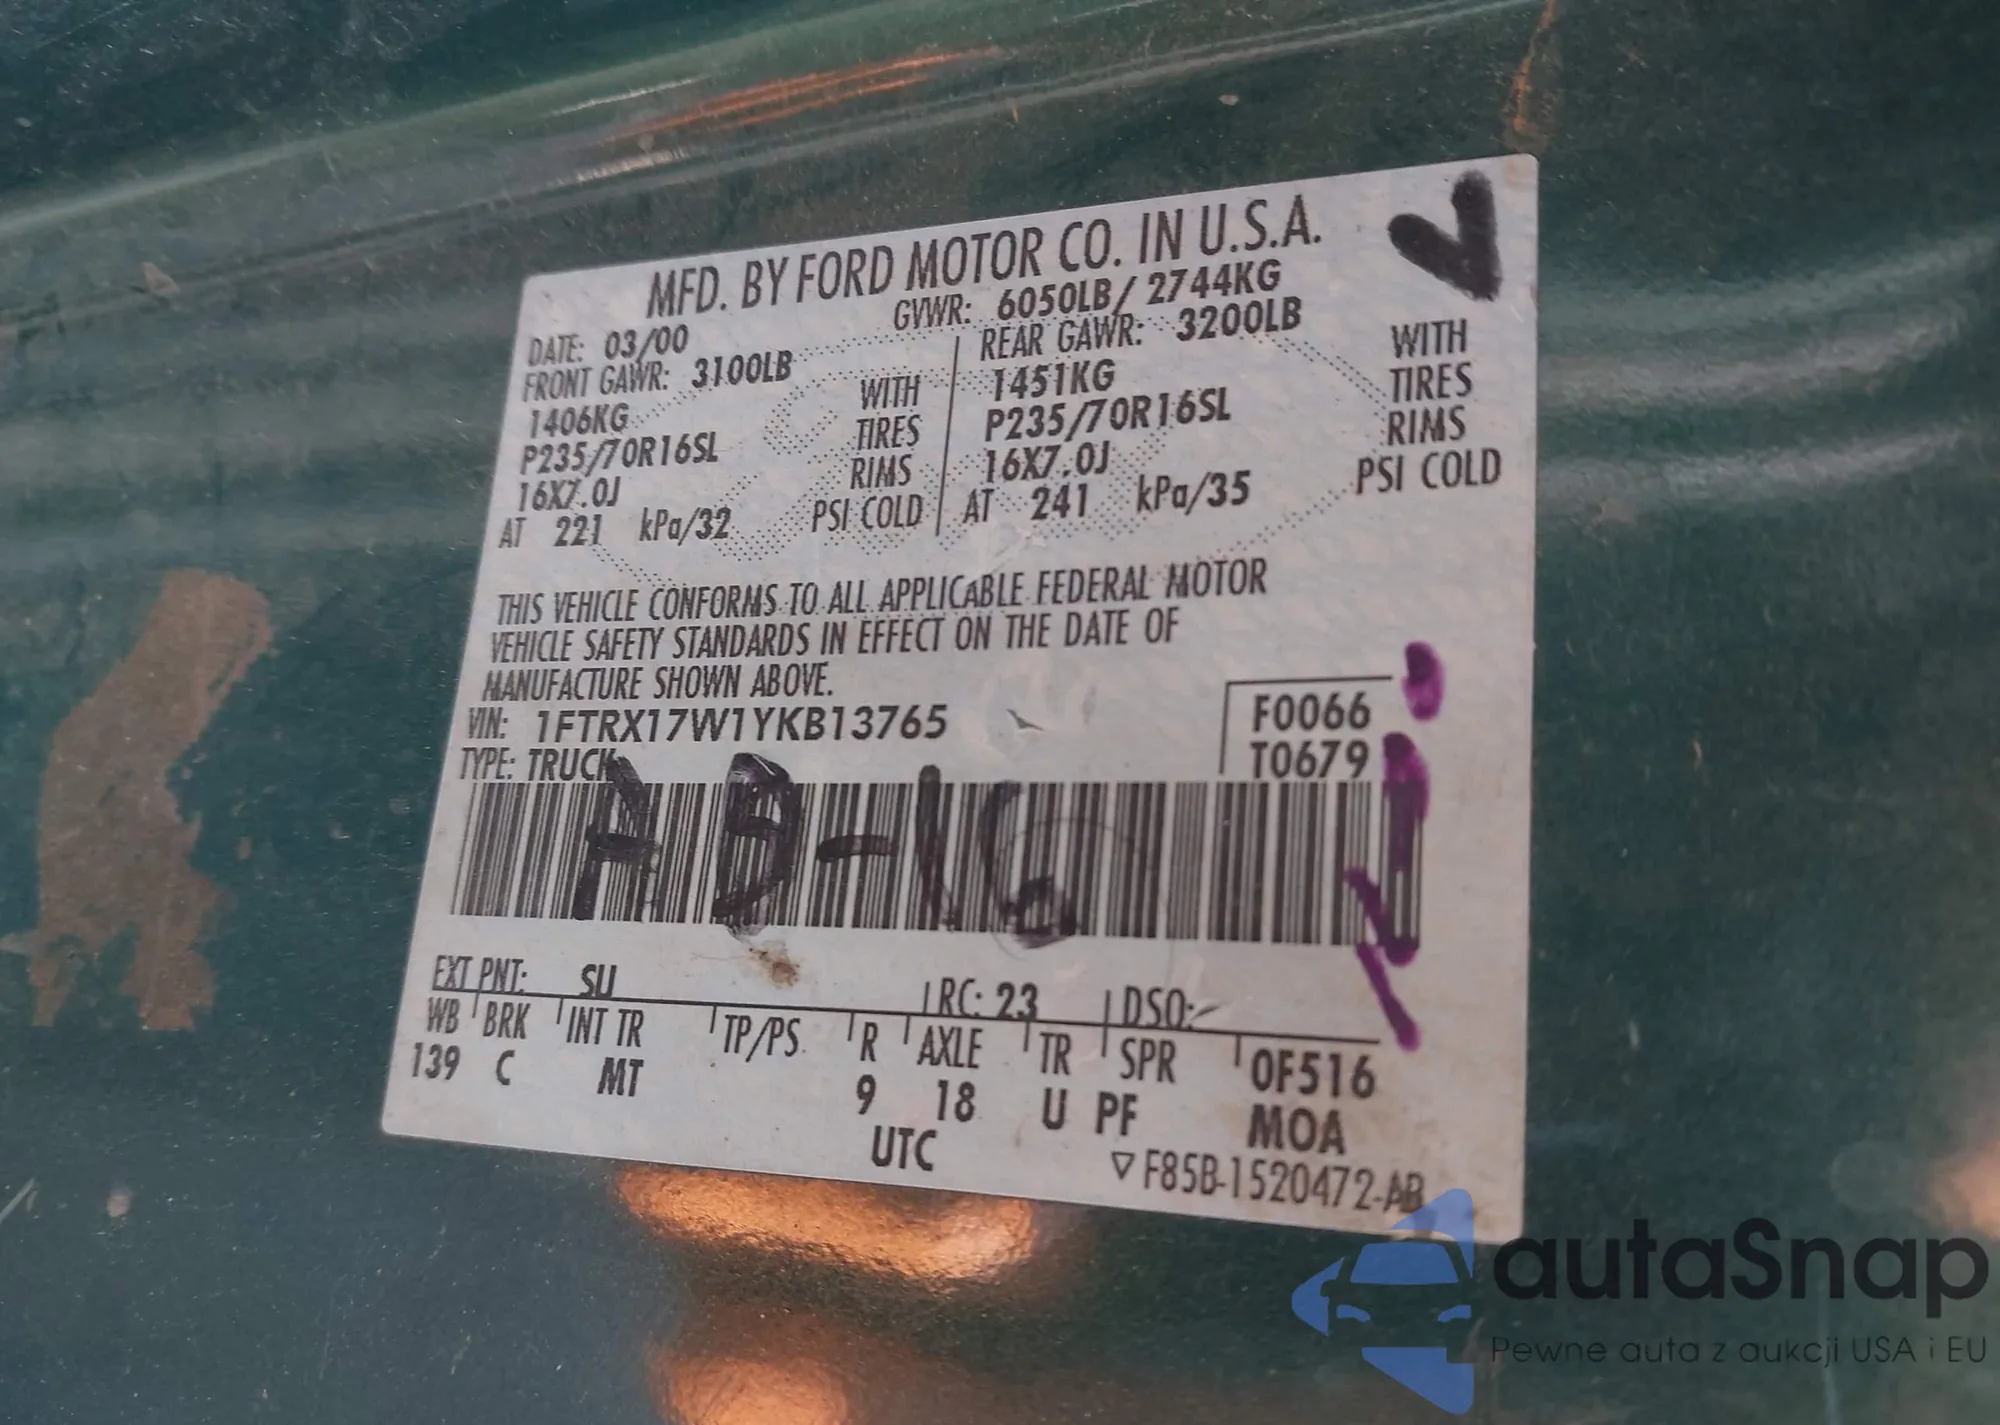 MFD. BY FORD MOTOR CO. IN U.S.A.
DATE: 03/00 GVWR: 6050LB/ 2744KG
FRONT GAWR: 3100LB REAR GAWR: 3200LB
1406KG WITH 1451KG WITH
P235/70R16SL TIRES P235/70R16SL TIRES
16X7.0J RIMS 16X7.0J RIMS
AT 221 kPa/32 PSI COLD AT 241 kPa/35 PSI COLD
THIS VEHICLE CONFORMS TO ALL APPLICABLE FEDERAL MOTOR
VEHICLE SAFETY STANDARDS IN EFFECT ON THE DATE OF
MANUFACTURE SHOWN ABOVE.
VIN: 1FTRX17W1YKB13765 F0066
TYPE: TRUCK T0679
EXT PNT: SU RC: 23 DSO:
WB BRK INT TR TP/PS R AXLE TR SPR 0F516
139 C MT 9 18 U PF MOA
UTC
▽ F85B-1520472-AB
autaSnap
Pewne auta z aukcji USA i EU